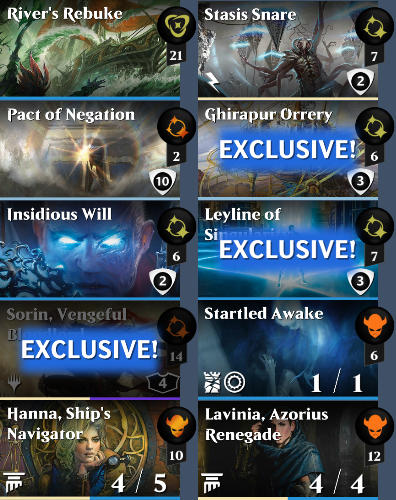 River's Rebuke
21
Stasis Snare
7
2
Pact of Negation
2
10
Ghirapur Orrery
EXCLUSIVE!
6
3
Insidious Will
6
2
Leyline of
EXCLUSIVE!
7
3
Sorin, Vengeful
EXCLUSIVE!
14
4
Startled Awake
6
1 / 1
Hanna, Ship's
Navigator
10
4 / 5
Lavinia, Azorius
Renegade
12
4 / 4